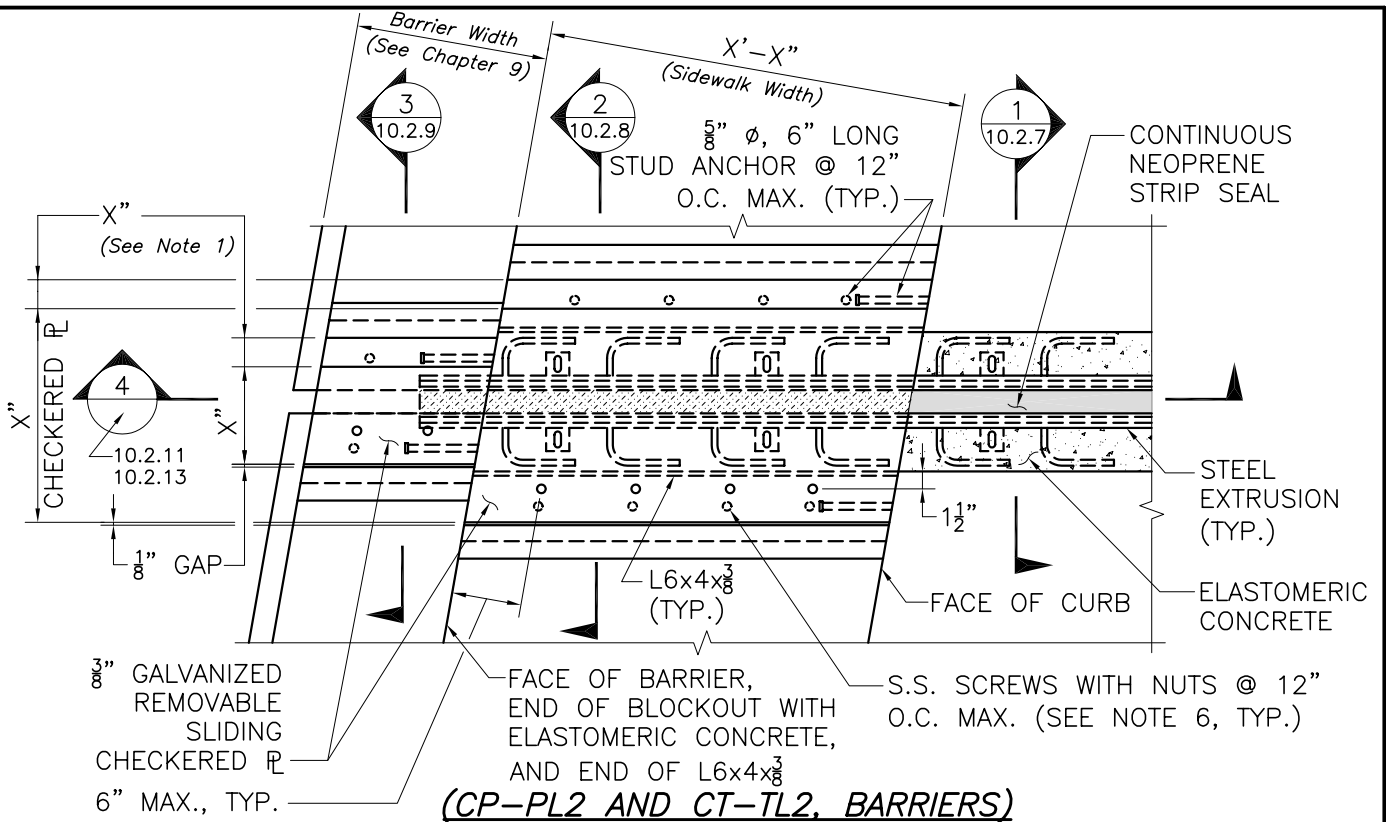 Barrier Width
(See Chapter 9)
X'-X"
(Sidewalk Width)
3
10.2.9
2
10.2.8
1
10.2.7
5/8" ø, 6" LONG
STUD ANCHOR @ 12"
O.C. MAX. (TYP.)
CONTINUOUS
NEOPRENE
STRIP SEAL
X"
(See Note 1)
X"
CHECKERED PL
4
10.2.11
10.2.13
X"
1/8" GAP
1 1/2"
STEEL
EXTRUSION
(TYP.)
L6x4x3/8
(TYP.)
FACE OF CURB
ELASTOMERIC
CONCRETE
3/8" GALVANIZED
REMOVABLE
SLIDING
CHECKERED PL
6" MAX., TYP.
FACE OF BARRIER,
END OF BLOCKOUT WITH
ELASTOMERIC CONCRETE,
AND END OF L6x4x3/8
S.S. SCREWS WITH NUTS @ 12"
O.C. MAX. (SEE NOTE 6, TYP.)
(CP-PL2 AND CT-TL2, BARRIERS)